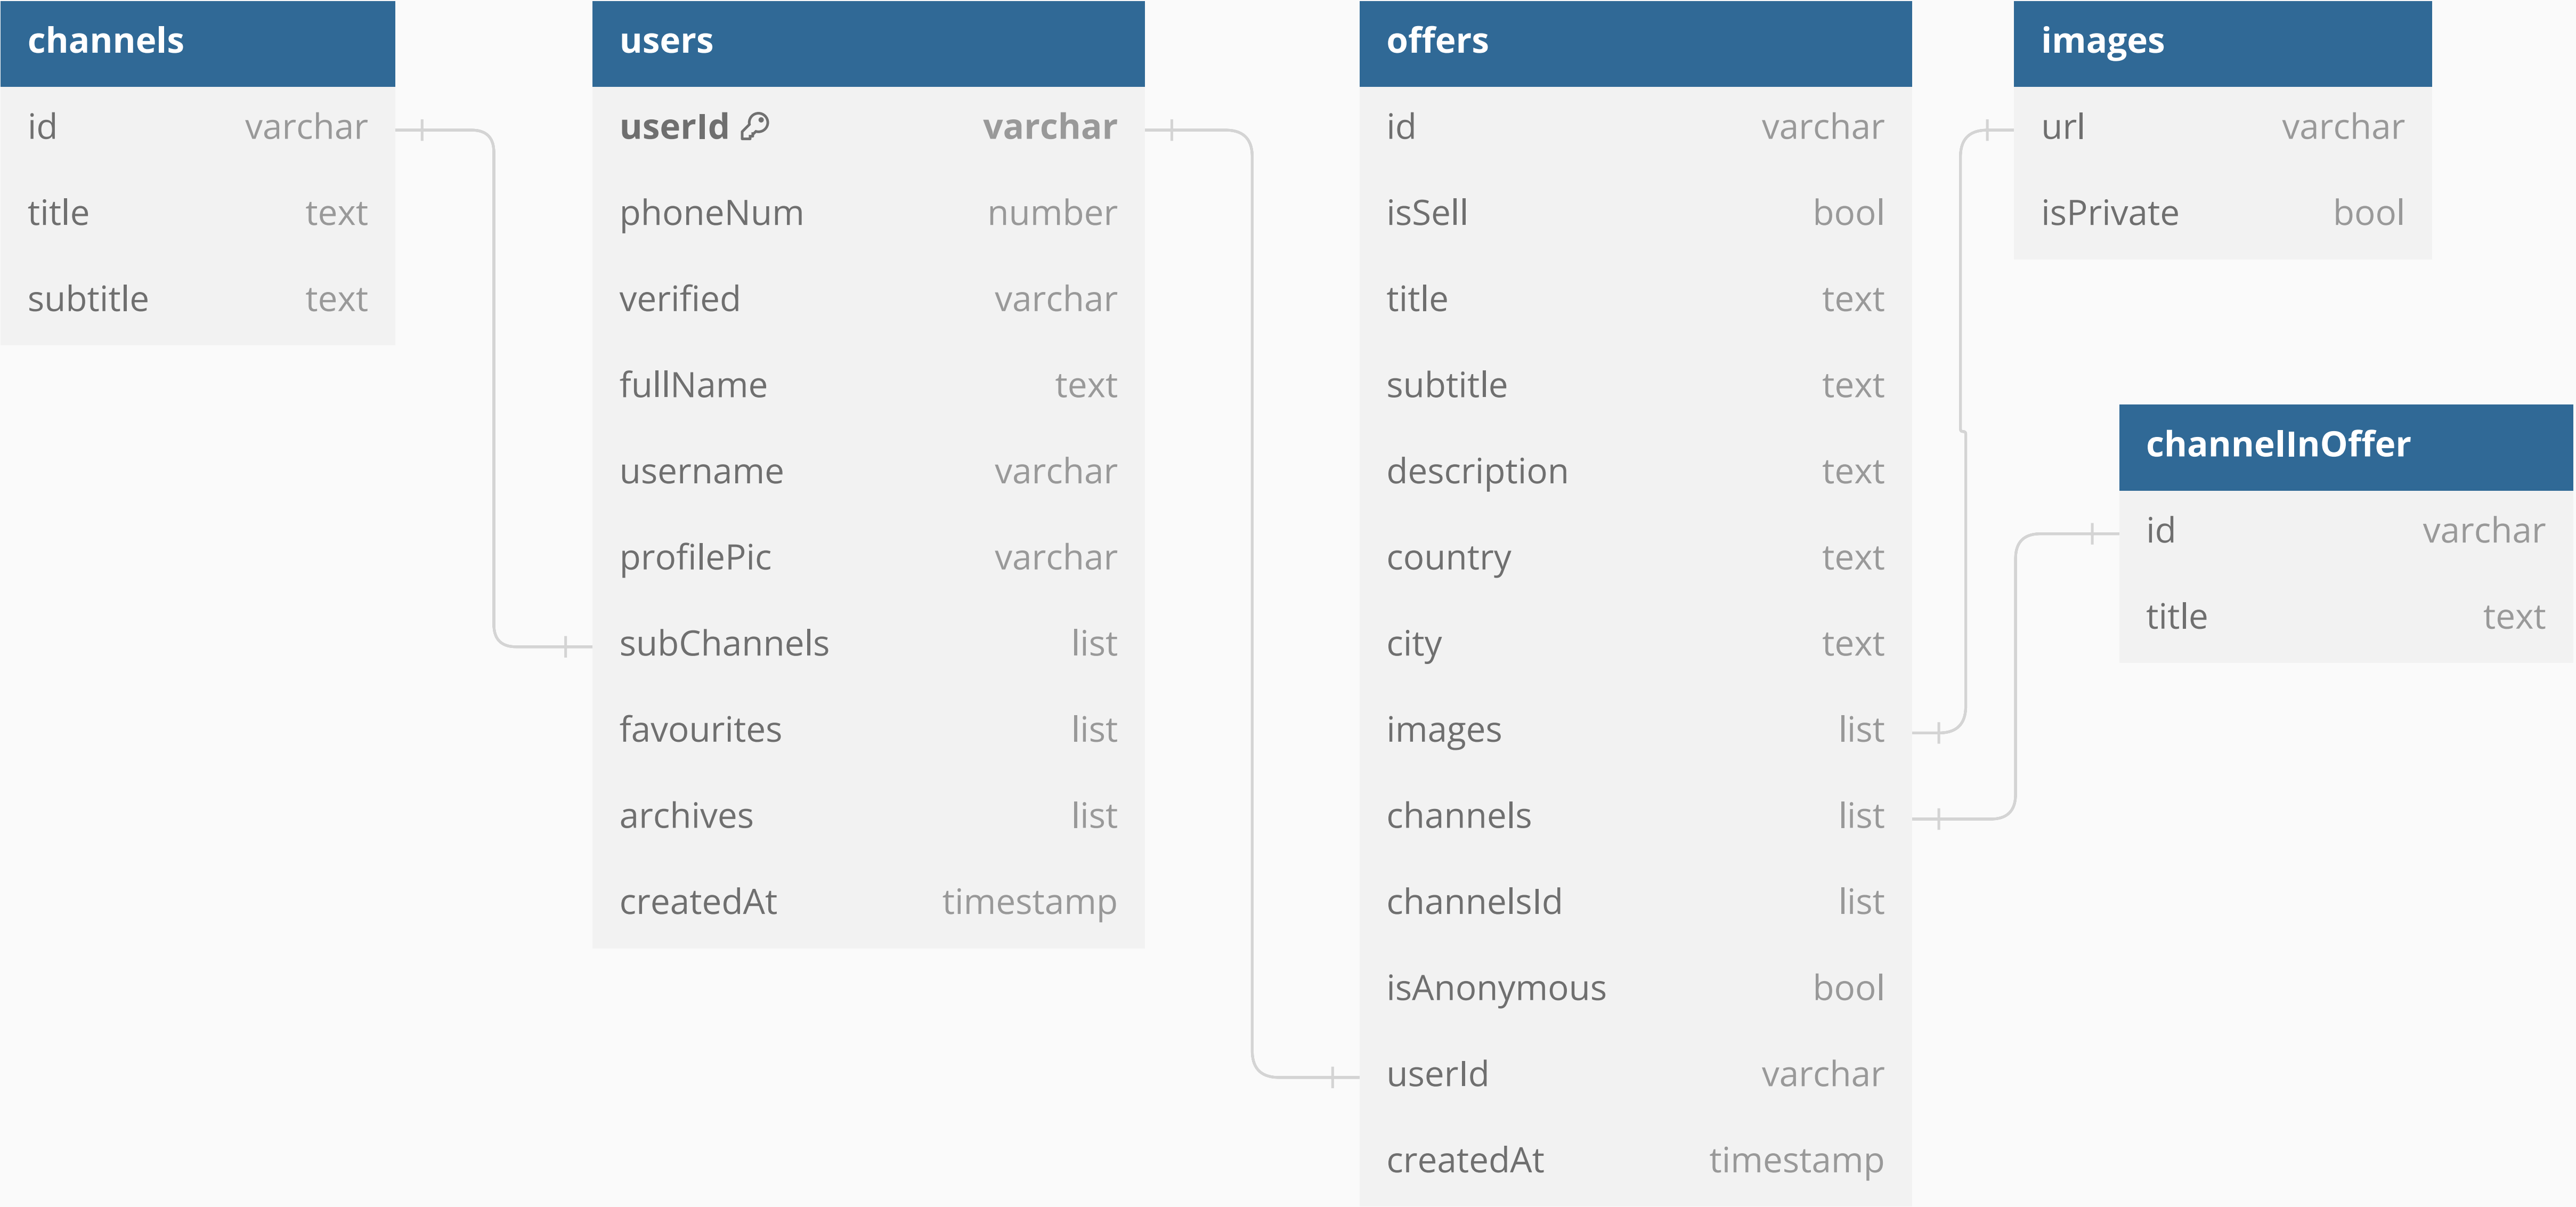 channels
id varchar
title text
subtitle text
users
userId varchar
phoneNum number
verified varchar
fullName text
username varchar
profilePic varchar
subChannels list
favourites list
archives list
createdAt timestamp
offers
id varchar
isSell bool
title text
subtitle text
description text
country text
city text
images list
channels list
channelsId list
isAnonymous bool
userId varchar
createdAt timestamp
images
url varchar
isPrivate bool
channelInOffer
id varchar
title text